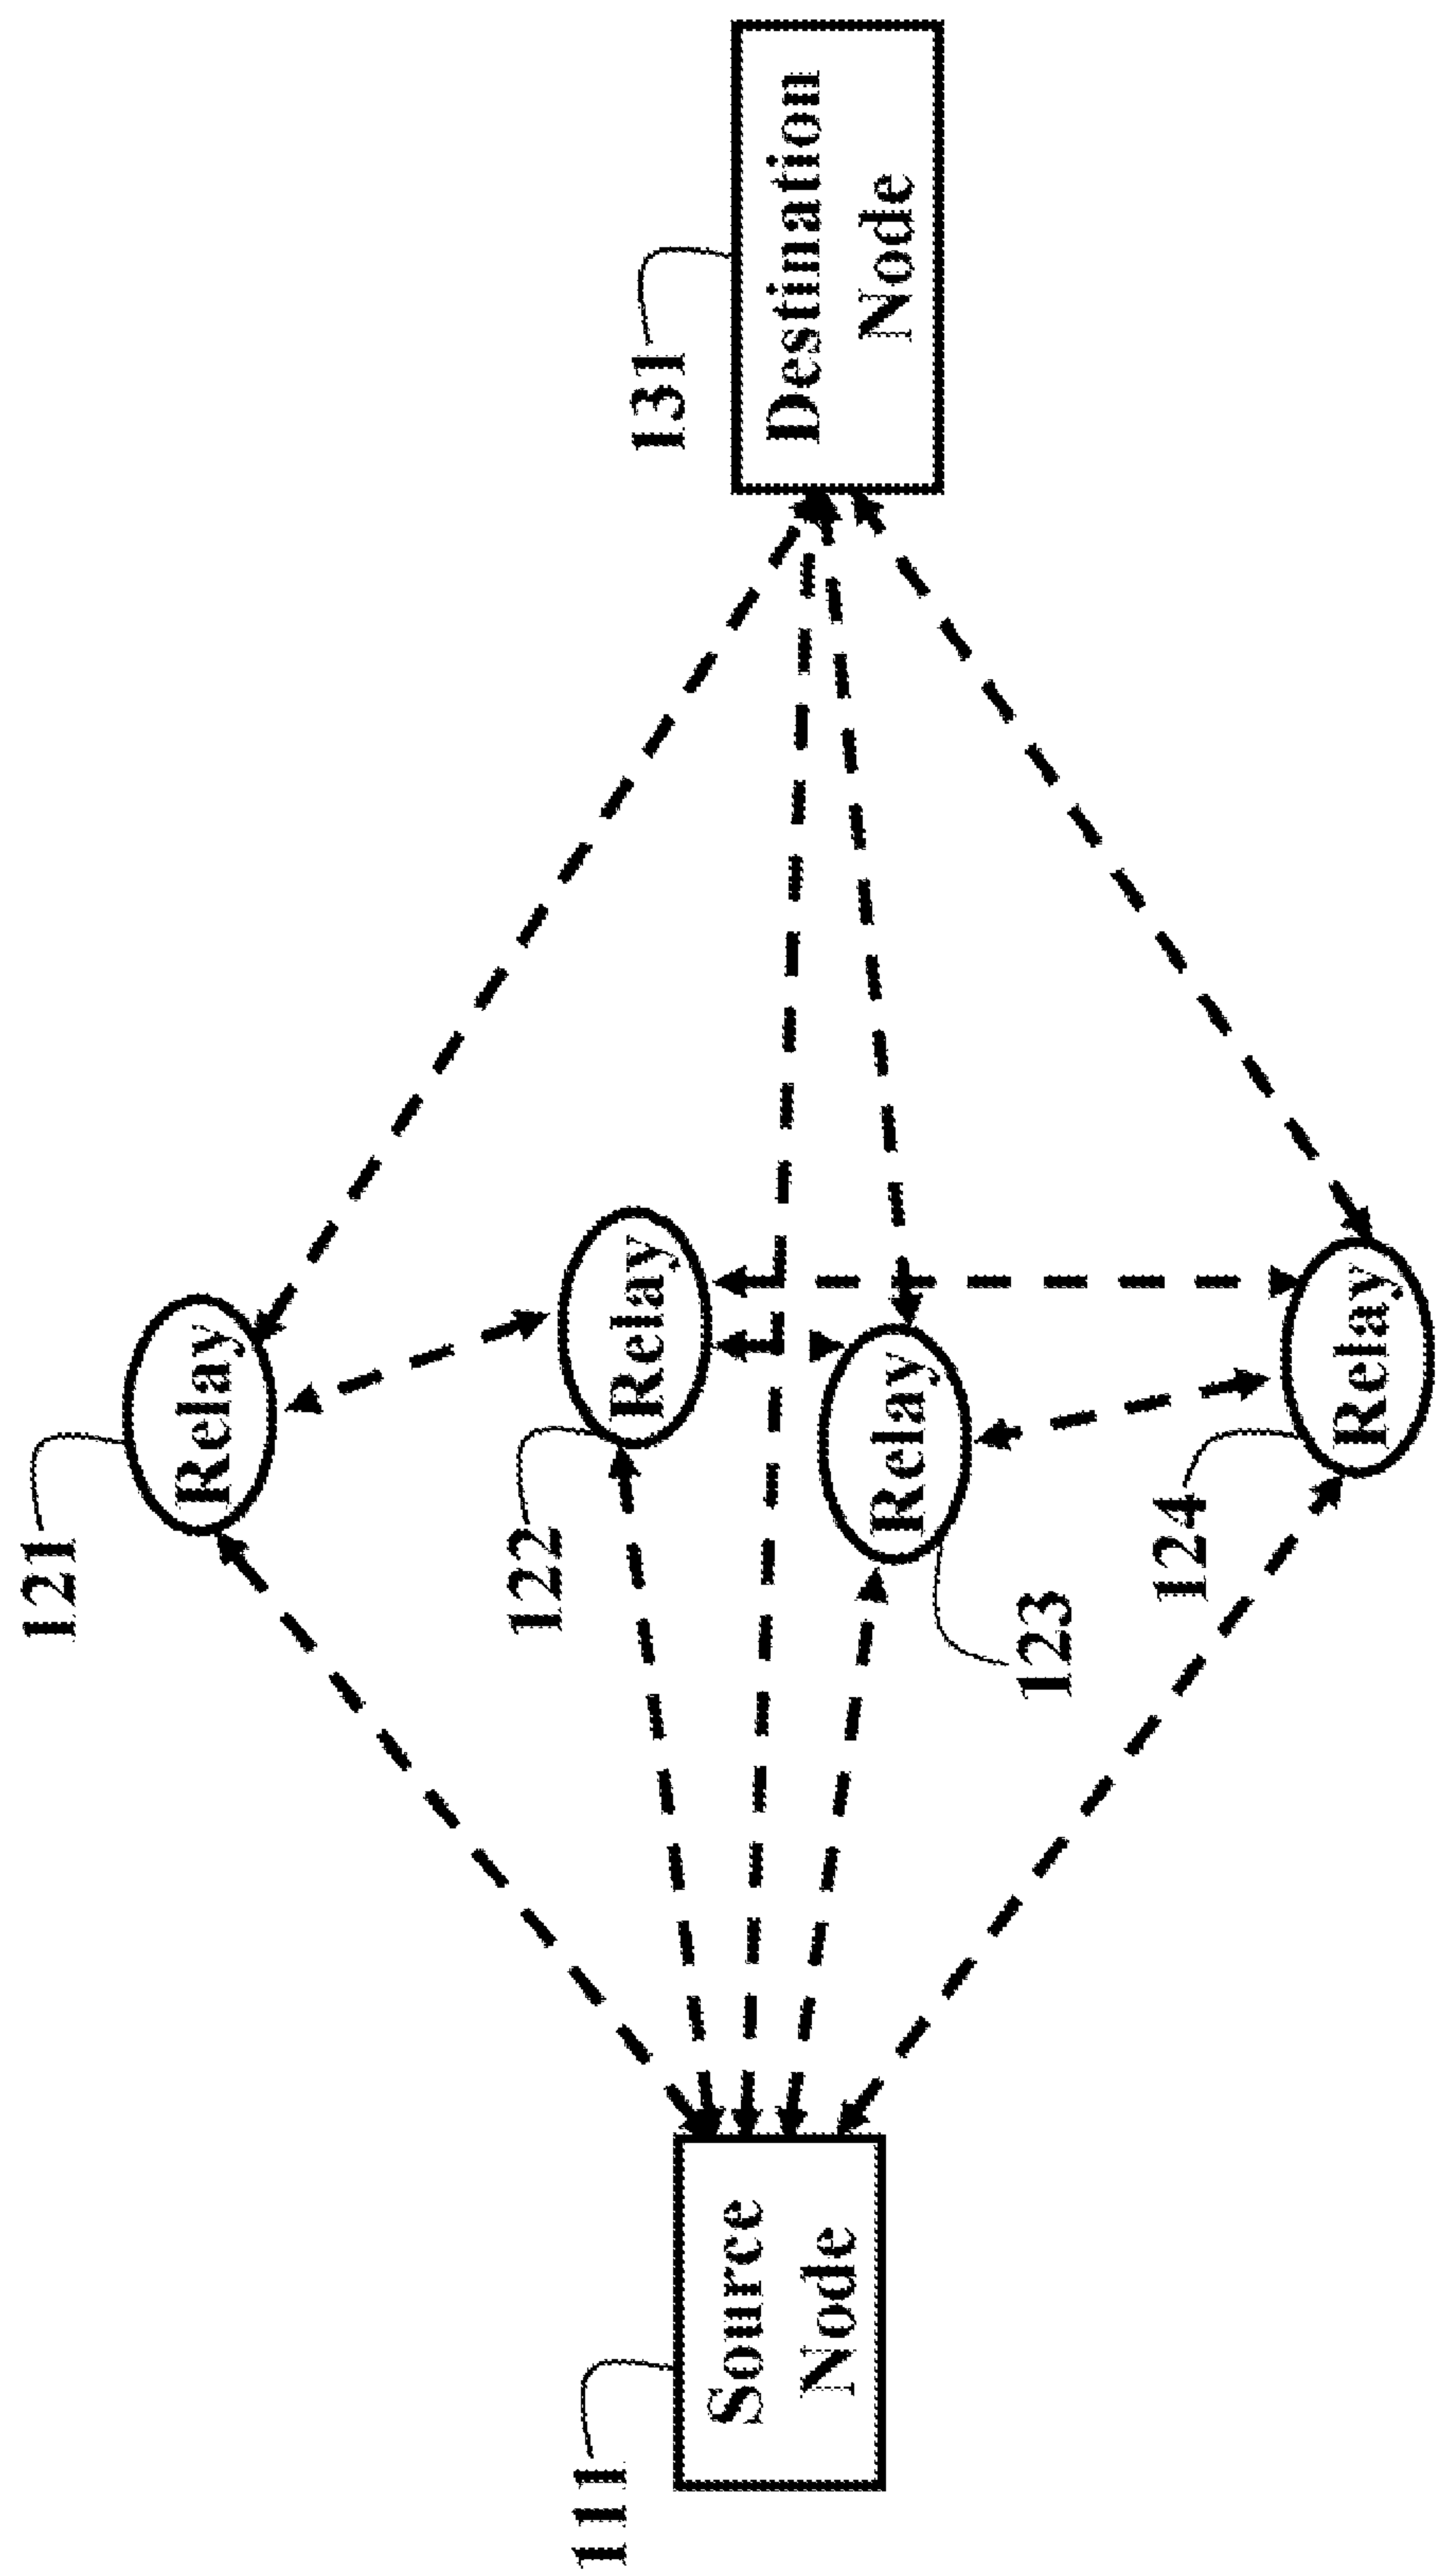 121
Relay
122
Relay
111
Source
Node
131
Destination
Node
Relay
123
124
Relay